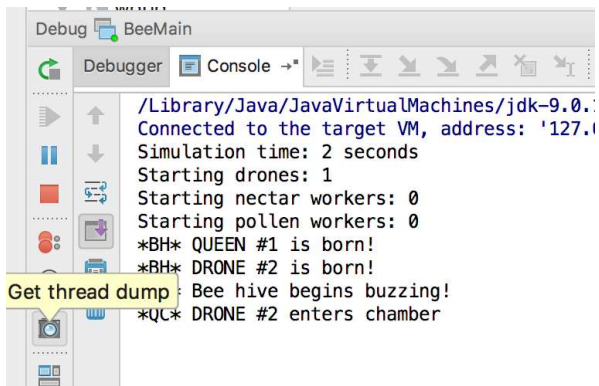 Debug BeeMain
Debugger Console
/Library/Java/JavaVirtualMachines/jdk-9.0.
Connected to the target VM, address: '127.
Simulation time: 2 seconds
Starting drones: 1
Starting nectar workers: 0
Starting pollen workers: 0
*BH* QUEEN #1 is born!
*BH* DRONE #2 is born!
Get thread dump
Bee hive begins buzzing!
*QC* DRONE #2 enters chamber